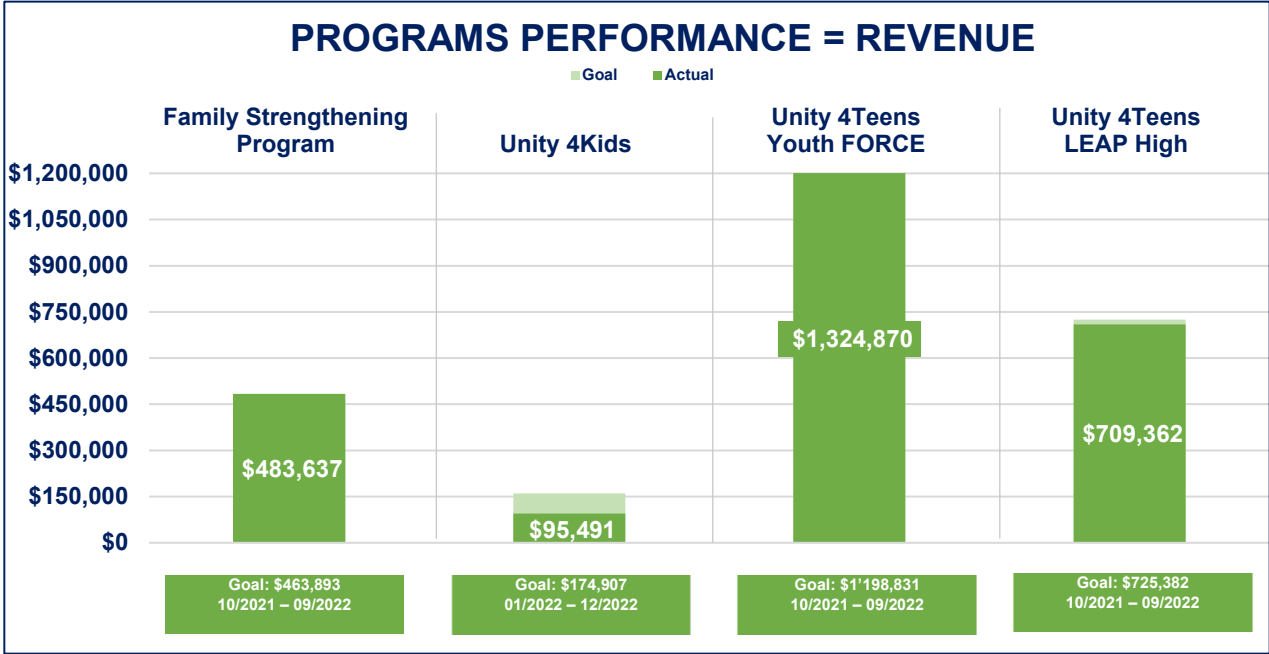 PROGRAMS PERFORMANCE = REVENUE
Goal Actual
Family Strengthening
Program
Unity 4Kids
Unity 4Teens
Youth FORCE
Unity 4Teens
LEAP High
$1,200,000
$1,050,000
$900,000
$750,000
$600,000
$450,000
$300,000
$150,000
$0
$483,637
$95,491
$1,324,870
$709,362
Goal: $463,893
10/2021 – 09/2022
Goal: $174,907
01/2022 – 12/2022
Goal: $1'198,831
10/2021 – 09/2022
Goal: $725,382
10/2021 – 09/2022